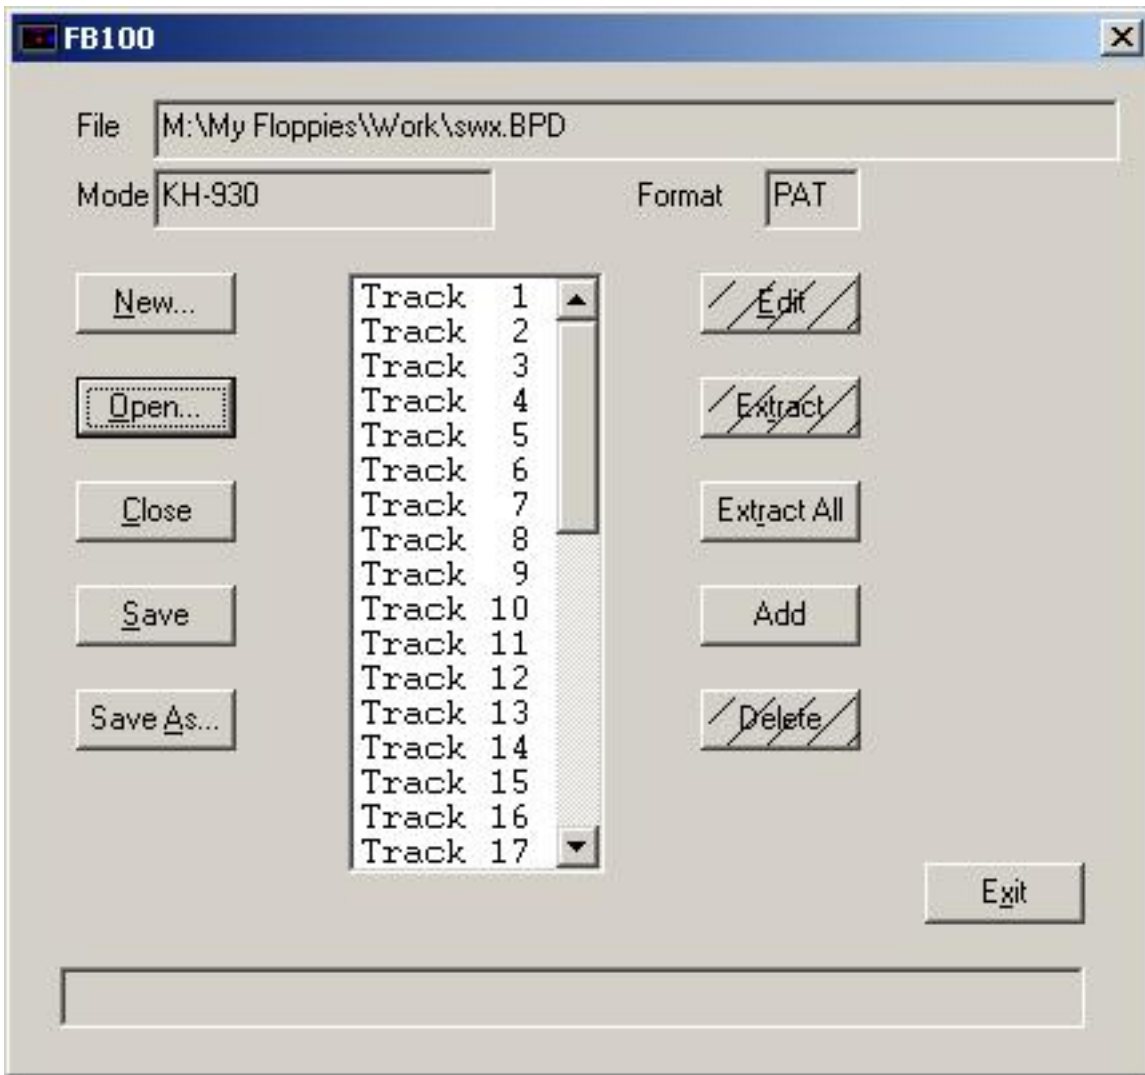 FB100
File M:\My Floppies\Work\swx.BPD
Mode KH-930 Format PAT
New...
Open...
Close
Save
Save As...
Track 1
Track 2
Track 3
Track 4
Track 5
Track 6
Track 7
Track 8
Track 9
Track 10
Track 11
Track 12
Track 13
Track 14
Track 15
Track 16
Track 17
Edit
Extract
Extract All
Add
Delete
Exit